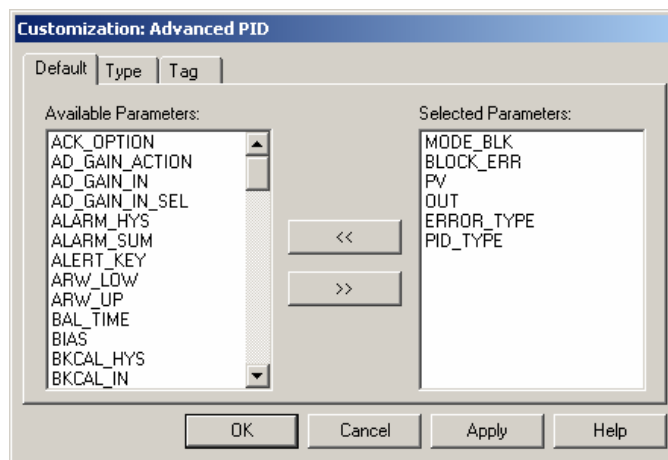 Customization: Advanced PID
Default Type Tag
Available Parameters:
ACK_OPTION
AD_GAIN_ACTION
AD_GAIN_IN
AD_GAIN_IN_SEL
ALARM_HYS
ALARM_SUM
ALERT_KEY
ARW_LOW
ARW_UP
BAL_TIME
BIAS
BKCAL_HYS
BKCAL_IN
<<
>>
Selected Parameters:
MODE_BLK
BLOCK_ERR
PV
OUT
ERROR_TYPE
PID_TYPE
OK Cancel Apply Help